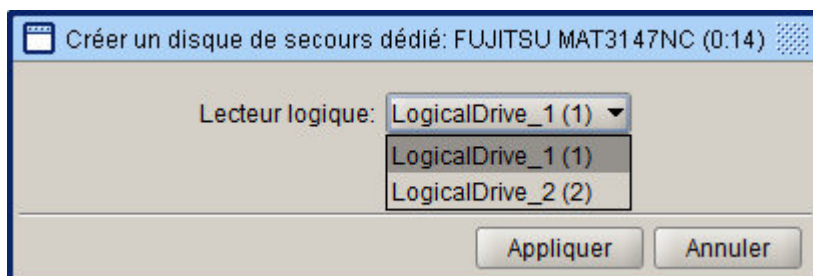 Créer un disque de secours dédié: FUJITSU MAT3147NC (0:14)
Lecteur logique: LogicalDrive_1 (1)
LogicalDrive_1 (1)
LogicalDrive_2 (2)
Appliquer Annuler